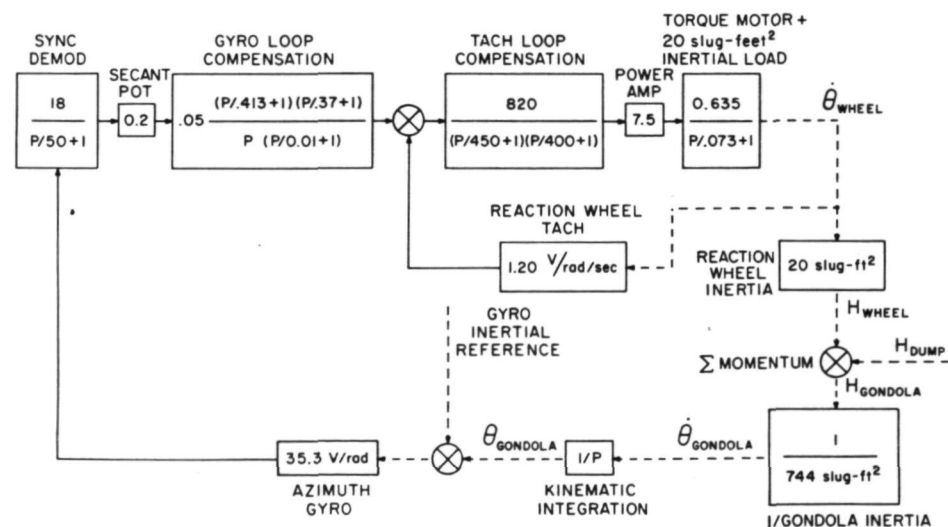 SYNC
DEMOD
18
P/50+1
SECANT
POT
0.2
GYRO LOOP
COMPENSATION
.05 (P/.413+1)(P/.37+1)
P (P/0.01+1)
TACH LOOP
COMPENSATION
820
(P/450+1)(P/400+1)
POWER
AMP
7.5
TORQUE MOTOR +
20 slug-feet²
INERTIAL LOAD
0.635
P/.073+1
θ̇WHEEL
REACTION WHEEL
TACH
1.20 V/rad/sec
REACTION
WHEEL
INERTIA
20 slug-ft²
HWHEEL
GYRO
INERTIAL
REFERENCE
Σ MOMENTUM
HDUMP
HGONDOLA
35.3 V/rad
AZIMUTH
GYRO
θGONDOLA
1/P
KINEMATIC
INTEGRATION
θ̇GONDOLA
1
744 slug-ft²
1/GONDOLA INERTIA